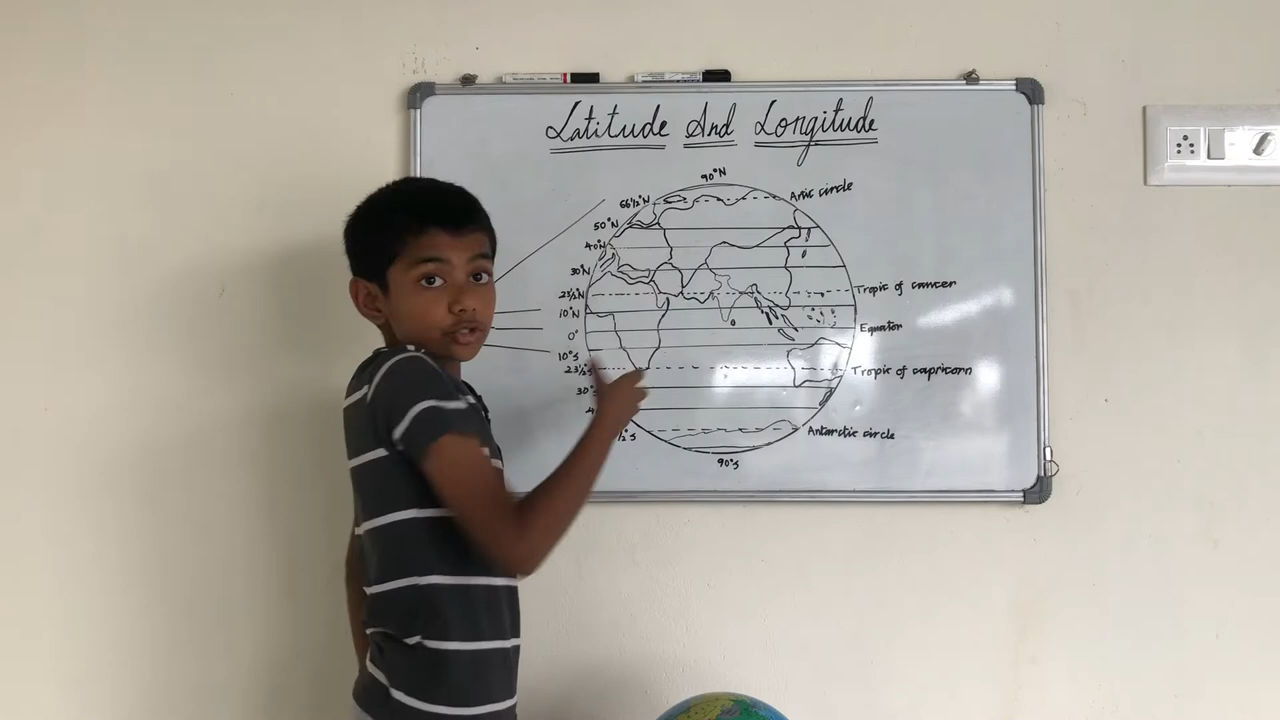 Latitude And Longitude
90°N
66½°N
Artic circle
50°N
40°N
30°N
23½°N
Tropic of cancer
10°N
0°
Equator
10°S
23½°S
Tropic of capricorn
30°S
Antarctic circle
90°S